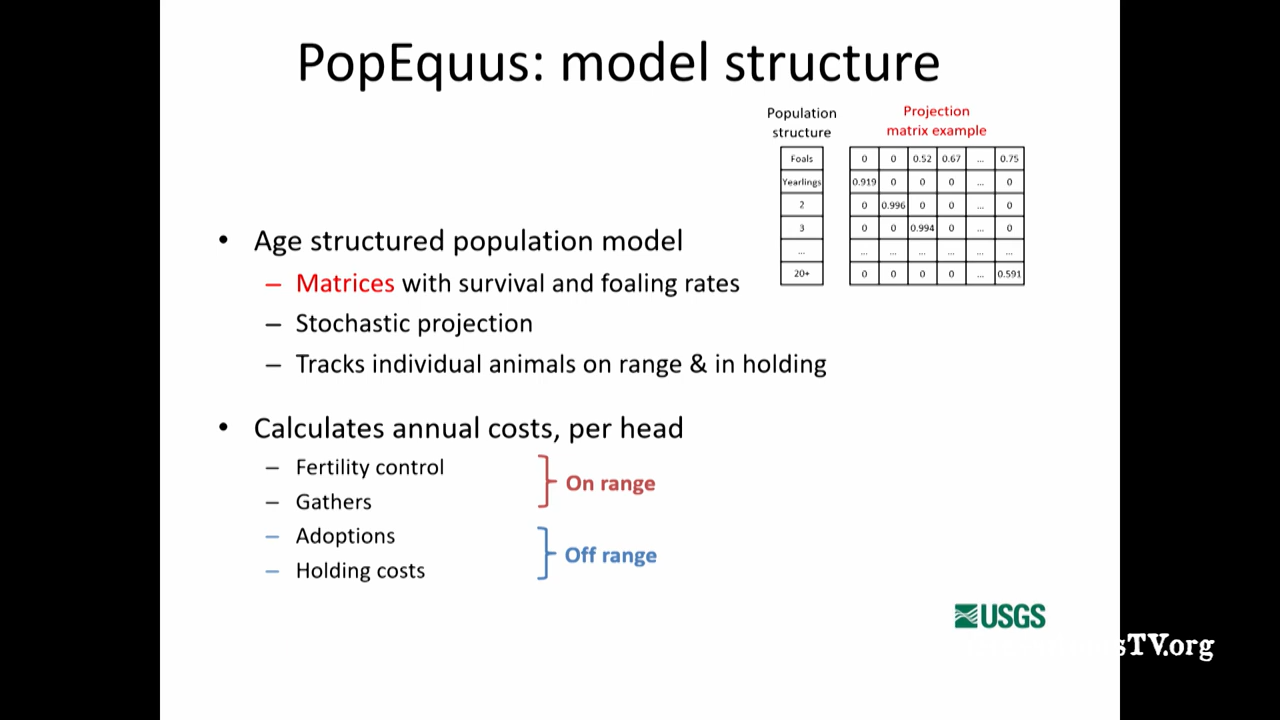 PopEquus: model structure
Population
structure
Projection
matrix example
Foals 0 0 0.52 0.67 ... 0.75
Yearlings 0.919 0 0 0 ... 0
2 0 0.996 0 0 ... 0
3 0 0 0.994 0 ... 0
... ... ... ... ... ... ...
20+ 0 0 0 0 ... 0.591
• Age structured population model
– Matrices with survival and foaling rates
– Stochastic projection
– Tracks individual animals on range & in holding
• Calculates annual costs, per head
– Fertility control
– Gathers
On range
– Adoptions
– Holding costs
Off range
USGS
TV.org